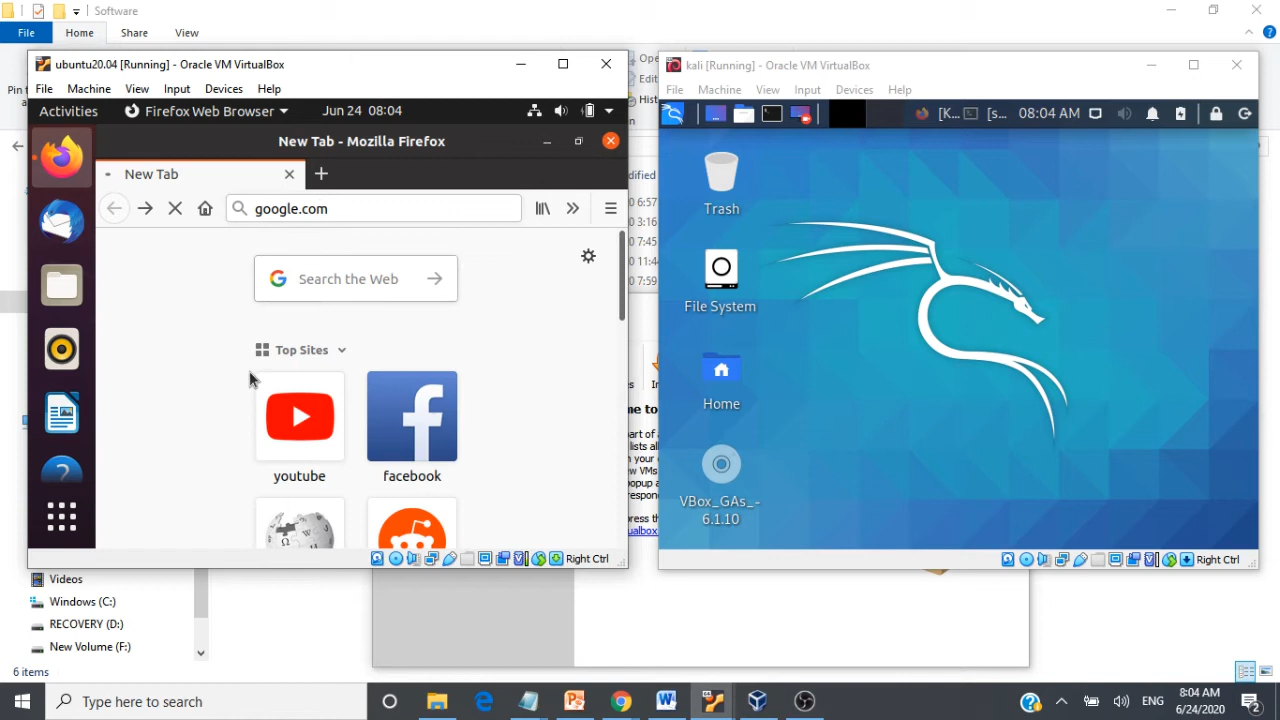 Software
File Home Share View
ubuntu20.04 [Running] - Oracle VM VirtualBox
File Machine View Input Devices Help
Activities Firefox Web Browser Jun 24 08:04
New Tab - Mozilla Firefox
New Tab
google.com
Search the Web
Top Sites
youtube
facebook
Right Ctrl
kali [Running] - Oracle VM VirtualBox
File Machine View Input Devices Help
[K... [s... 08:04 AM
Trash
File System
Home
VBox_GAs_-
6.1.10
Right Ctrl
Videos
Windows (C:)
RECOVERY (D:)
New Volume (F:)
6 items
Type here to search
ENG
8:04 AM
6/24/2020
2